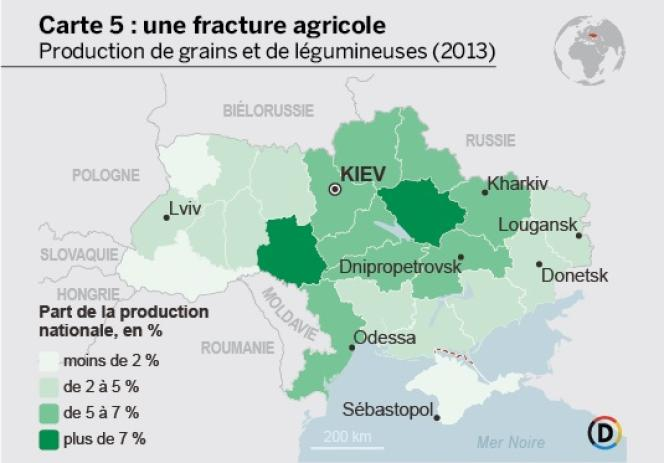 Carte 5 : une fracture agricole
Production de grains et de légumineuses (2013)
BIÉLORUSSIE
RUSSIE
POLOGNE
KIEV
Kharkiv
Lviv
Lougansk
SLOVAQUIE
Dnipropetrovsk
Donetsk
HONGRIE
MOLDAVIE
Part de la production
nationale, en %
ROUMANIE
Odessa
moins de 2 %
de 2 à 5 %
de 5 à 7 %
Sébastopol
plus de 7 %
200 km
Mer Noire
D